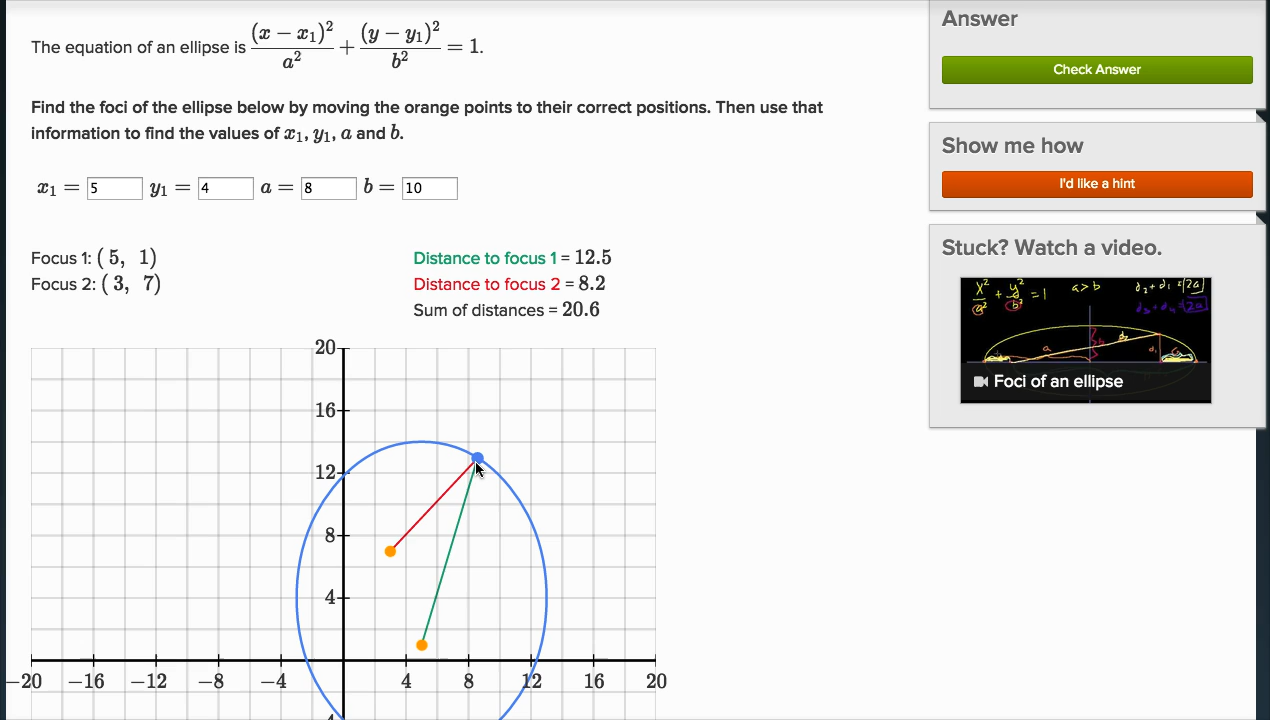 The equation of an ellipse is (x − x₁)²/a² + (y − y₁)²/b² = 1.
Find the foci of the ellipse below by moving the orange points to their correct positions. Then use that
information to find the values of x₁, y₁, a and b.
x₁ = 5 y₁ = 4 a = 8 b = 10
Focus 1: ( 5, 1)
Focus 2: ( 3, 7)
Distance to focus 1 = 12.5
Distance to focus 2 = 8.2
Sum of distances = 20.6
20
16
12
8
4
−20 −16 −12 −8 −4 4 8 12 16 20
Answer
Check Answer
Show me how
I'd like a hint
Stuck? Watch a video.
x²/a² + y²/b² = 1 a > b
Foci of an ellipse